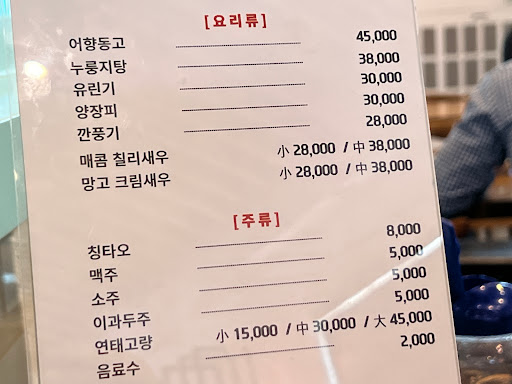 [요리류]
어향동고 45,000
누룽지탕 38,000
유린기 30,000
양장피 30,000
깐풍기 28,000
매콤 칠리새우 小 28,000 / 中 38,000
망고 크림새우 小 28,000 / 中 38,000
[주류]
칭타오 8,000
맥주 5,000
소주 5,000
이과두주 5,000
연태고량 小 15,000 / 中 30,000 / 大 45,000
음료수 2,000